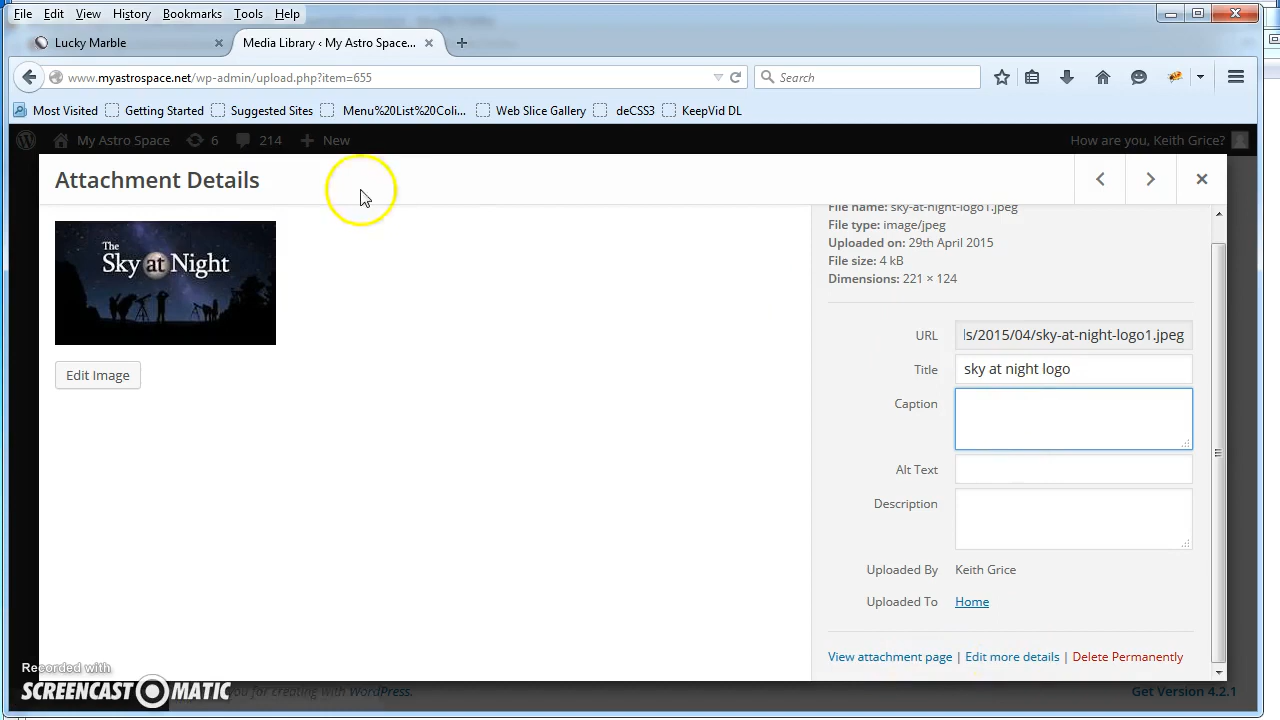 File Edit View History Bookmarks Tools Help
Lucky Marble
Media Library ‹ My Astro Space...
www.myastrospace.net/wp-admin/upload.php?item=655
Search
Most Visited Getting Started Suggested Sites Menu%20List%20Coli... Web Slice Gallery deCSS3 KeepVid DL
My Astro Space 6 214 New How are you, Keith Grice?
Attachment Details
The
Sky at Night
Edit Image
File name: sky-at-night-logo1.jpeg
File type: image/jpeg
Uploaded on: 29th April 2015
File size: 4 kB
Dimensions: 221 × 124
URL ls/2015/04/sky-at-night-logo1.jpeg
Title sky at night logo
Caption
Alt Text
Description
Uploaded By Keith Grice
Uploaded To Home
View attachment page | Edit more details | Delete Permanently
Recorded with
SCREENCAST MATIC
you for creating with WordPress.
Get Version 4.2.1